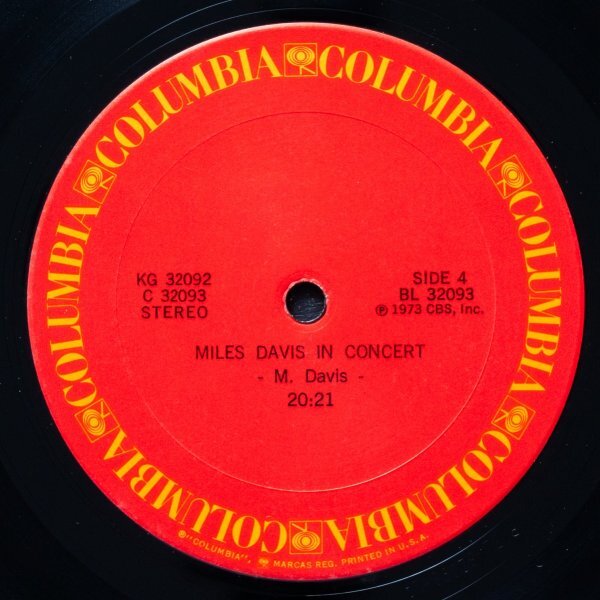 COLUMBIA COLUMBIA COLUMBIA COLUMBIA COLUMBIA COLUMBIA COLUMBIA
KG 32092
C 32093
STEREO
SIDE 4
BL 32093
℗ 1973 CBS, Inc.
MILES DAVIS IN CONCERT
- M. Davis -
20:21
®"COLUMBIA", MARCAS REG. PRINTED IN U.S.A.